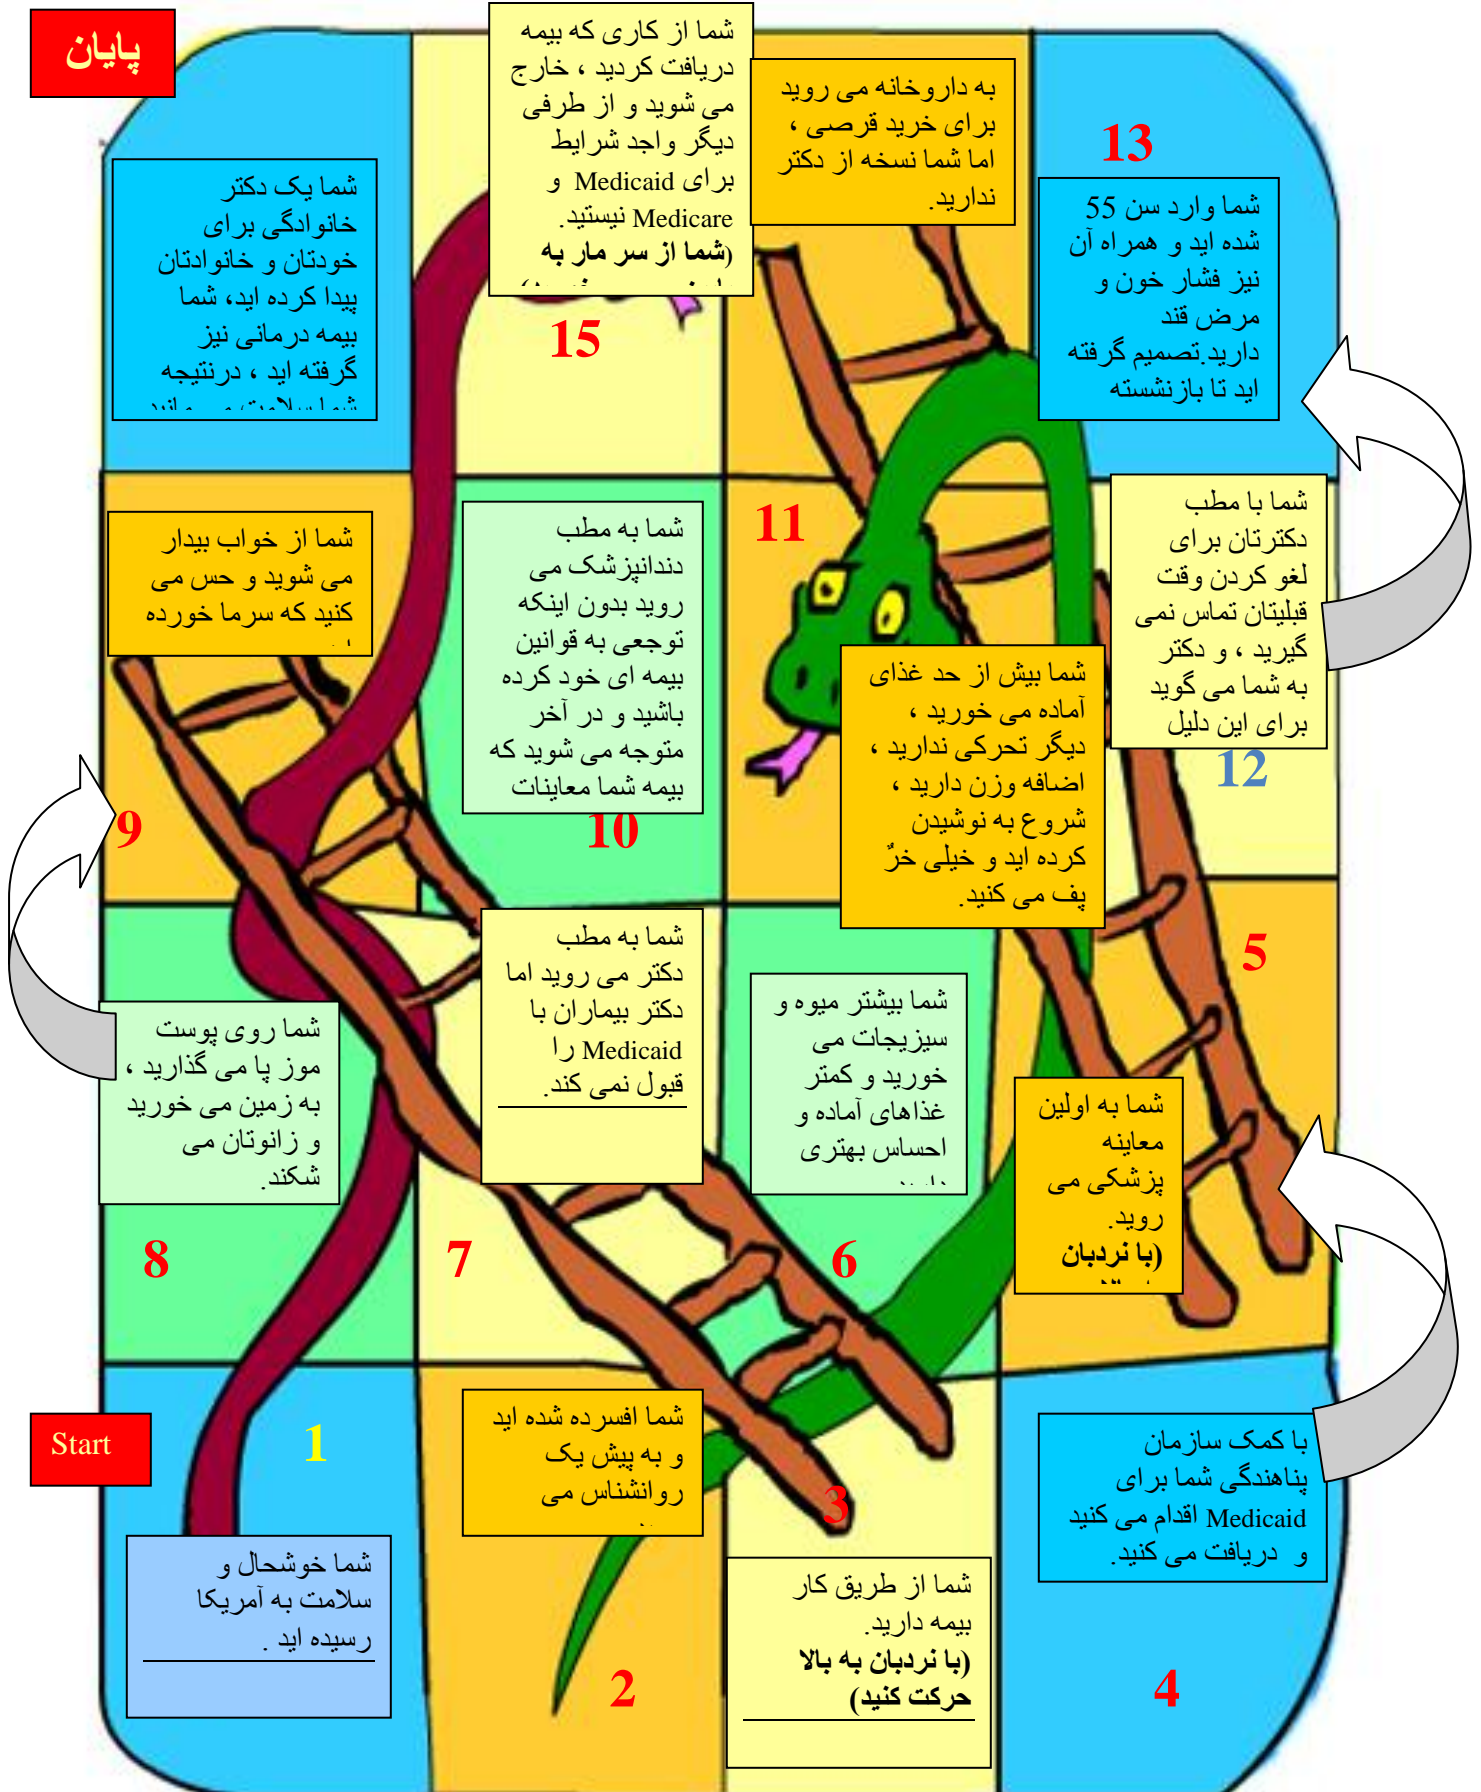 پایان
شما از کاری که بیمه
دریافت کردید ، خارج
می شوید و از طرفی
دیگر واجد شرایط
برای Medicaid و
Medicare نیستید.
(شما از سر مار به
15
به داروخانه می روید
برای خرید قرصی ،
اما شما نسخه از دکتر
ندارید.
13
شما وارد سن 55
شده اید و همراه آن
نیز فشار خون و
مرض قند
دارید.تصمیم گرفته
اید تا بازنشسته
شما یک دکتر
خانوادگی برای
خودتان و خانوادتان
پیدا کرده اید، شما
بیمه درمانی نیز
گرفته اید ، درنتیجه
شما سلامت می مانید
شما از خواب بیدار
می شوید و حس می
کنید که سرما خورده
9
شما به مطب
دندانپزشک می
روید بدون اینکه
توجعی به قوانین
بیمه ای خود کرده
باشید و در آخر
متوجه می شوید که
بیمه شما معاینات
10
11
شما بیش از حد غذای
آماده می خورید ،
دیگر تحرکی ندارید ،
اضافه وزن دارید ،
شروع به نوشیدن
کرده اید و خیلی خرٌ
پف می کنید.
شما با مطب
دکترتان برای
لغو کردن وقت
قبلیتان تماس نمی
گیرید ، و دکتر
به شما می گوید
برای این دلیل
12
شما روی پوست
موز پا می گذارید ،
به زمین می خورید
و زانوتان می
شکند.
8
شما به مطب
دکتر می روید اما
دکتر بیماران با
Medicaid را
قبول نمی کند.
7
شما بیشتر میوه و
سیزیجات می
خورید و کمتر
غذاهای آماده و
احساس بهتری
6
5
شما به اولین
معاینه
پزشکی می
روید.
(با نردبان
Start
1
شما خوشحال و
سلامت به آمریکا
رسیده اید .
شما افسرده شده اید
و به پیش یک
روانشناس می
2
3
شما از طریق کار
بیمه دارید.
(با نردبان به بالا
حرکت کنید)
با کمک سازمان
پناهندگی شما برای
Medicaid اقدام می کنید
و دریافت می کنید.
4